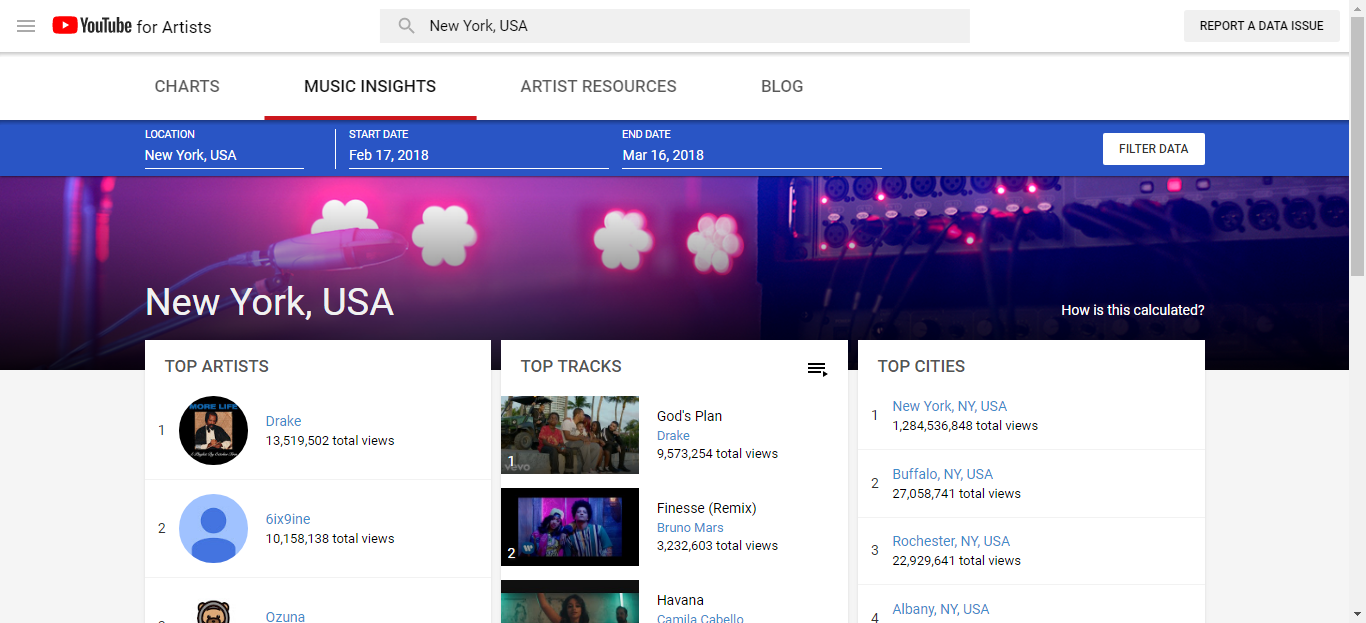 YouTube for Artists
New York, USA
REPORT A DATA ISSUE
CHARTS
MUSIC INSIGHTS
ARTIST RESOURCES
BLOG
LOCATION
New York, USA
START DATE
Feb 17, 2018
END DATE
Mar 16, 2018
FILTER DATA
New York, USA
How is this calculated?
TOP ARTISTS
1
MORE LIFE
Drake
13,519,502 total views
2
6ix9ine
10,158,138 total views
Ozuna
TOP TRACKS
1
vevo
God's Plan
Drake
9,573,254 total views
2
Finesse (Remix)
Bruno Mars
3,232,603 total views
Havana
Camila Cabello
TOP CITIES
1
New York, NY, USA
1,284,536,848 total views
2
Buffalo, NY, USA
27,058,741 total views
3
Rochester, NY, USA
22,929,641 total views
4
Albany, NY, USA